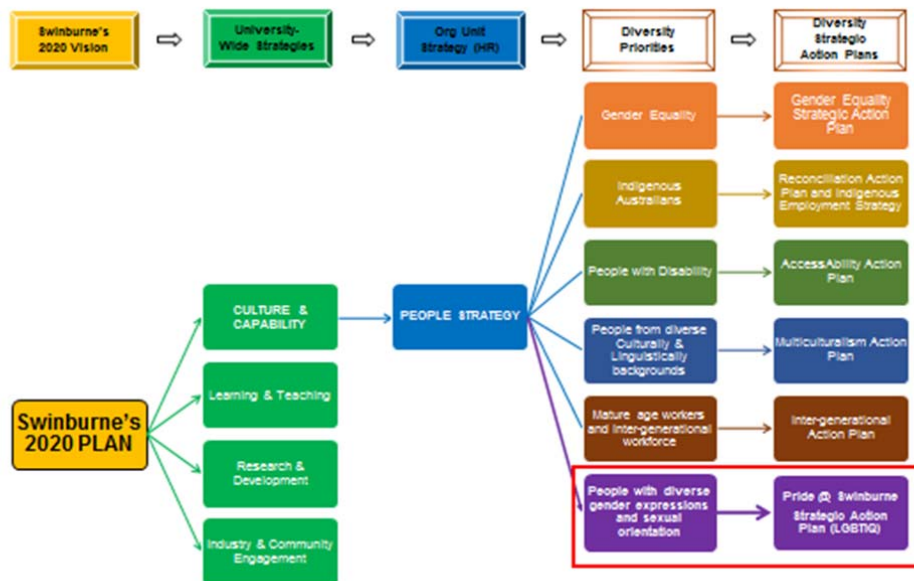 Swinburne's
2020 Vision
University-
Wide Strategies
Org Unit
Strategy (HR)
Diversity
Priorities
Diversity
Strategic
Action Plans
Gender Equality
Gender Equality
Strategic Action
Plan
Indigenous
Australians
Reconciliation Action
Plan and Indigenous
Employment Strategy
People with Disability
AccessAbility Action
Plan
CULTURE &
CAPABILITY
PEOPLE STRATEGY
People from diverse
Culturally &
Linguistically
backgrounds
Multiculturalism Action
Plan
Learning & Teaching
Swinburne's
2020 PLAN
Mature age workers
and inter-generational
workforce
Inter-generational
Action Plan
Research &
Development
People with diverse
gender expressions
and sexual
orientation
Pride (@) Swinburne
Strategic Action
Plan (LGBTIQ)
Industry & Community
Engagement